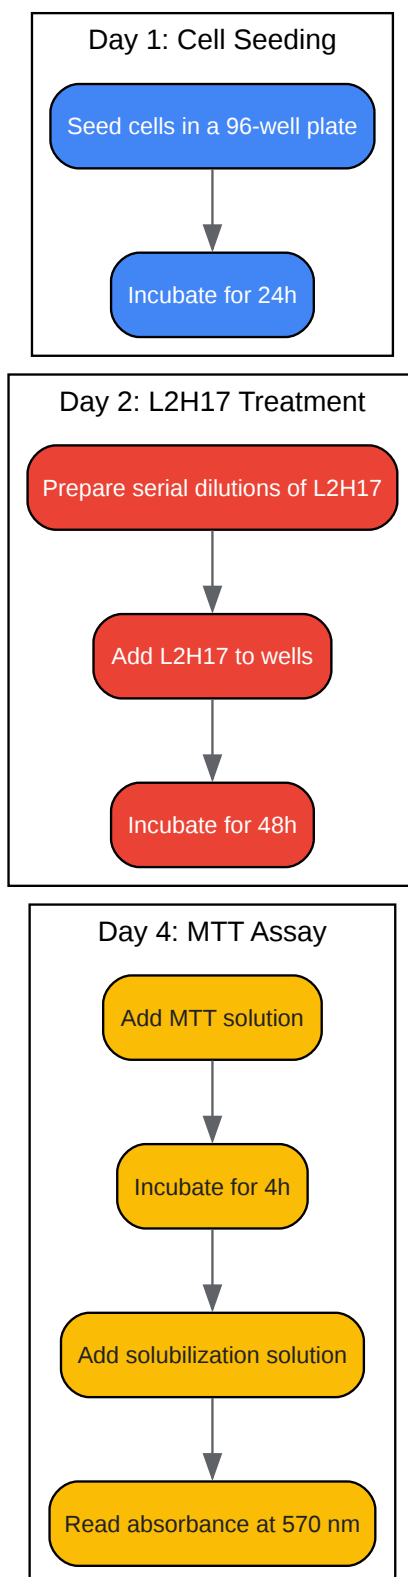 Day 1: Cell Seeding
Seed cells in a 96-well plate
Incubate for 24h
Day 2: L2H17 Treatment
Prepare serial dilutions of L2H17
Add L2H17 to wells
Incubate for 48h
Day 4: MTT Assay
Add MTT solution
Incubate for 4h
Add solubilization solution
Read absorbance at 570 nm